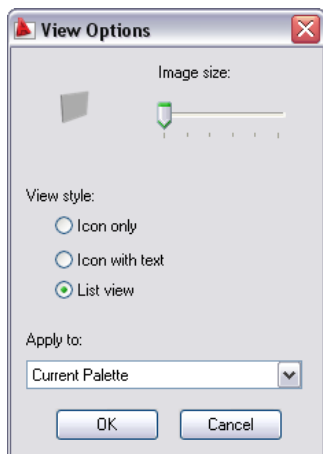 View Options
Image size:
View style:
Icon only
Icon with text
List view
Apply to:
Current Palette
OK Cancel